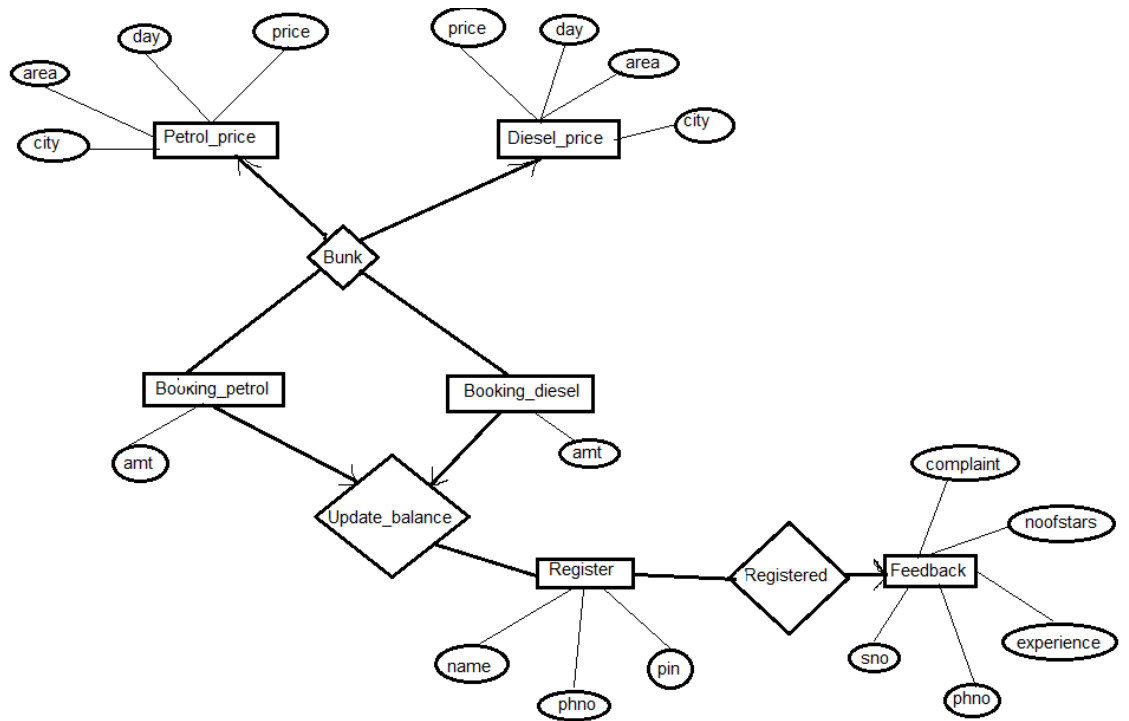 day
price
price
day
area
area
city
Petrol_price
Diesel_price
city
Bunk
Booking_petrol
Booking_diesel
amt
amt
complaint
Update_balance
noofstars
Register
Registered
Feedback
name
phno
pin
sno
experience
phno